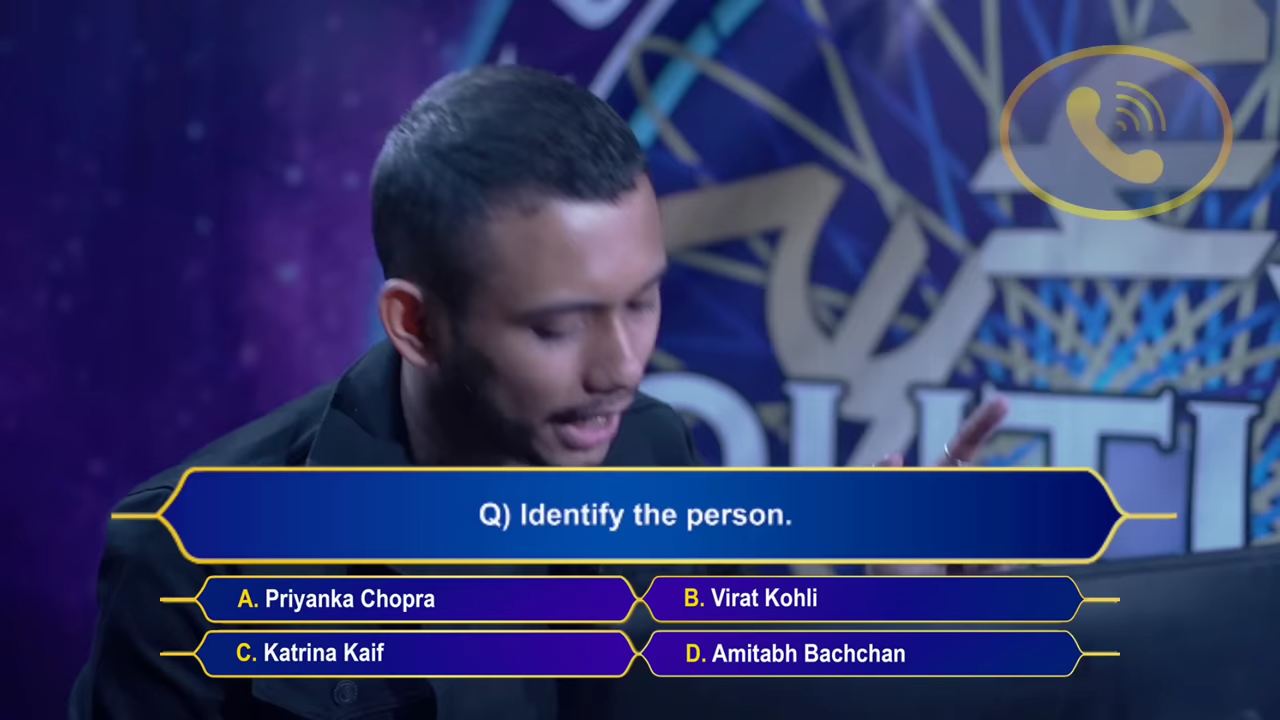 Q) Identify the person.
A. Priyanka Chopra
B. Virat Kohli
C. Katrina Kaif
D. Amitabh Bachchan